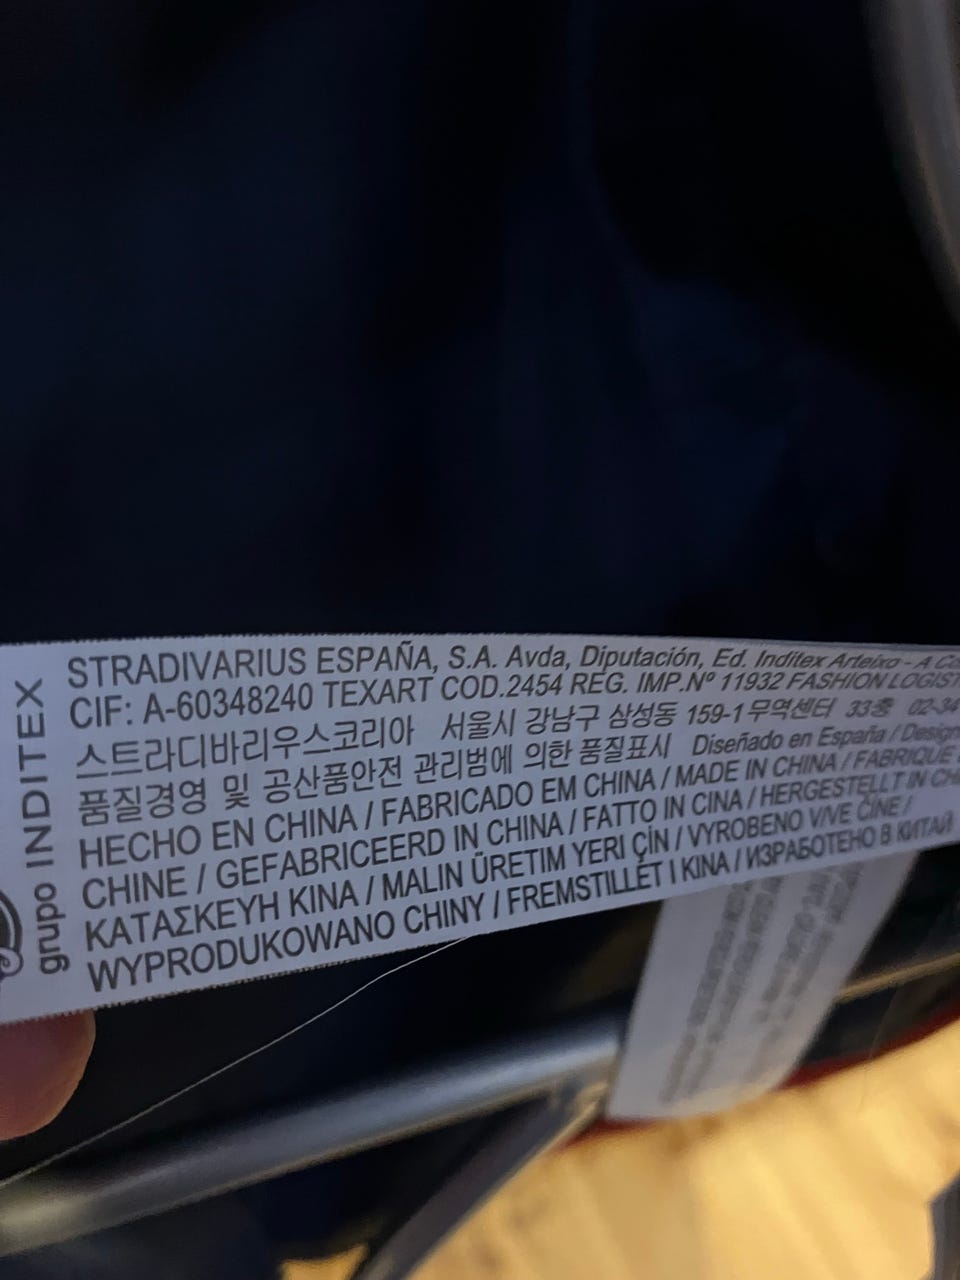 grupo INDITEX
STRADIVARIUS ESPAÑA, S.A. Avda, Diputación, Ed. Inditex Arteixo - A
CIF: A-60348240 TEXART COD.2454 REG. IMP.Nº 11932 FASHION LOGIST
스트라디바리우스코리아 서울시 강남구 삼성동 159-1 무역센터 33층 02-34
품질경영 및 공산품안전 관리법에 의한 품질표시 Diseñado en España / Design
HECHO EN CHINA / FABRICADO EM CHINA / MADE IN CHINA / FABRIQUÉ
CHINE / GEFABRICEERD IN CHINA / FATTO IN CINA / HERGESTELLT IN
ΚΑΤΑΣΚΕΥΗ ΚΙΝΑ / MALIN ÜRETIM YERI ÇİN / VYROBENO V/VE ČÍNE /
WYPRODUKOWANO CHINY / FREMSTILLET I KINA / ИЗРАБОТЕНО В КИТАЙ